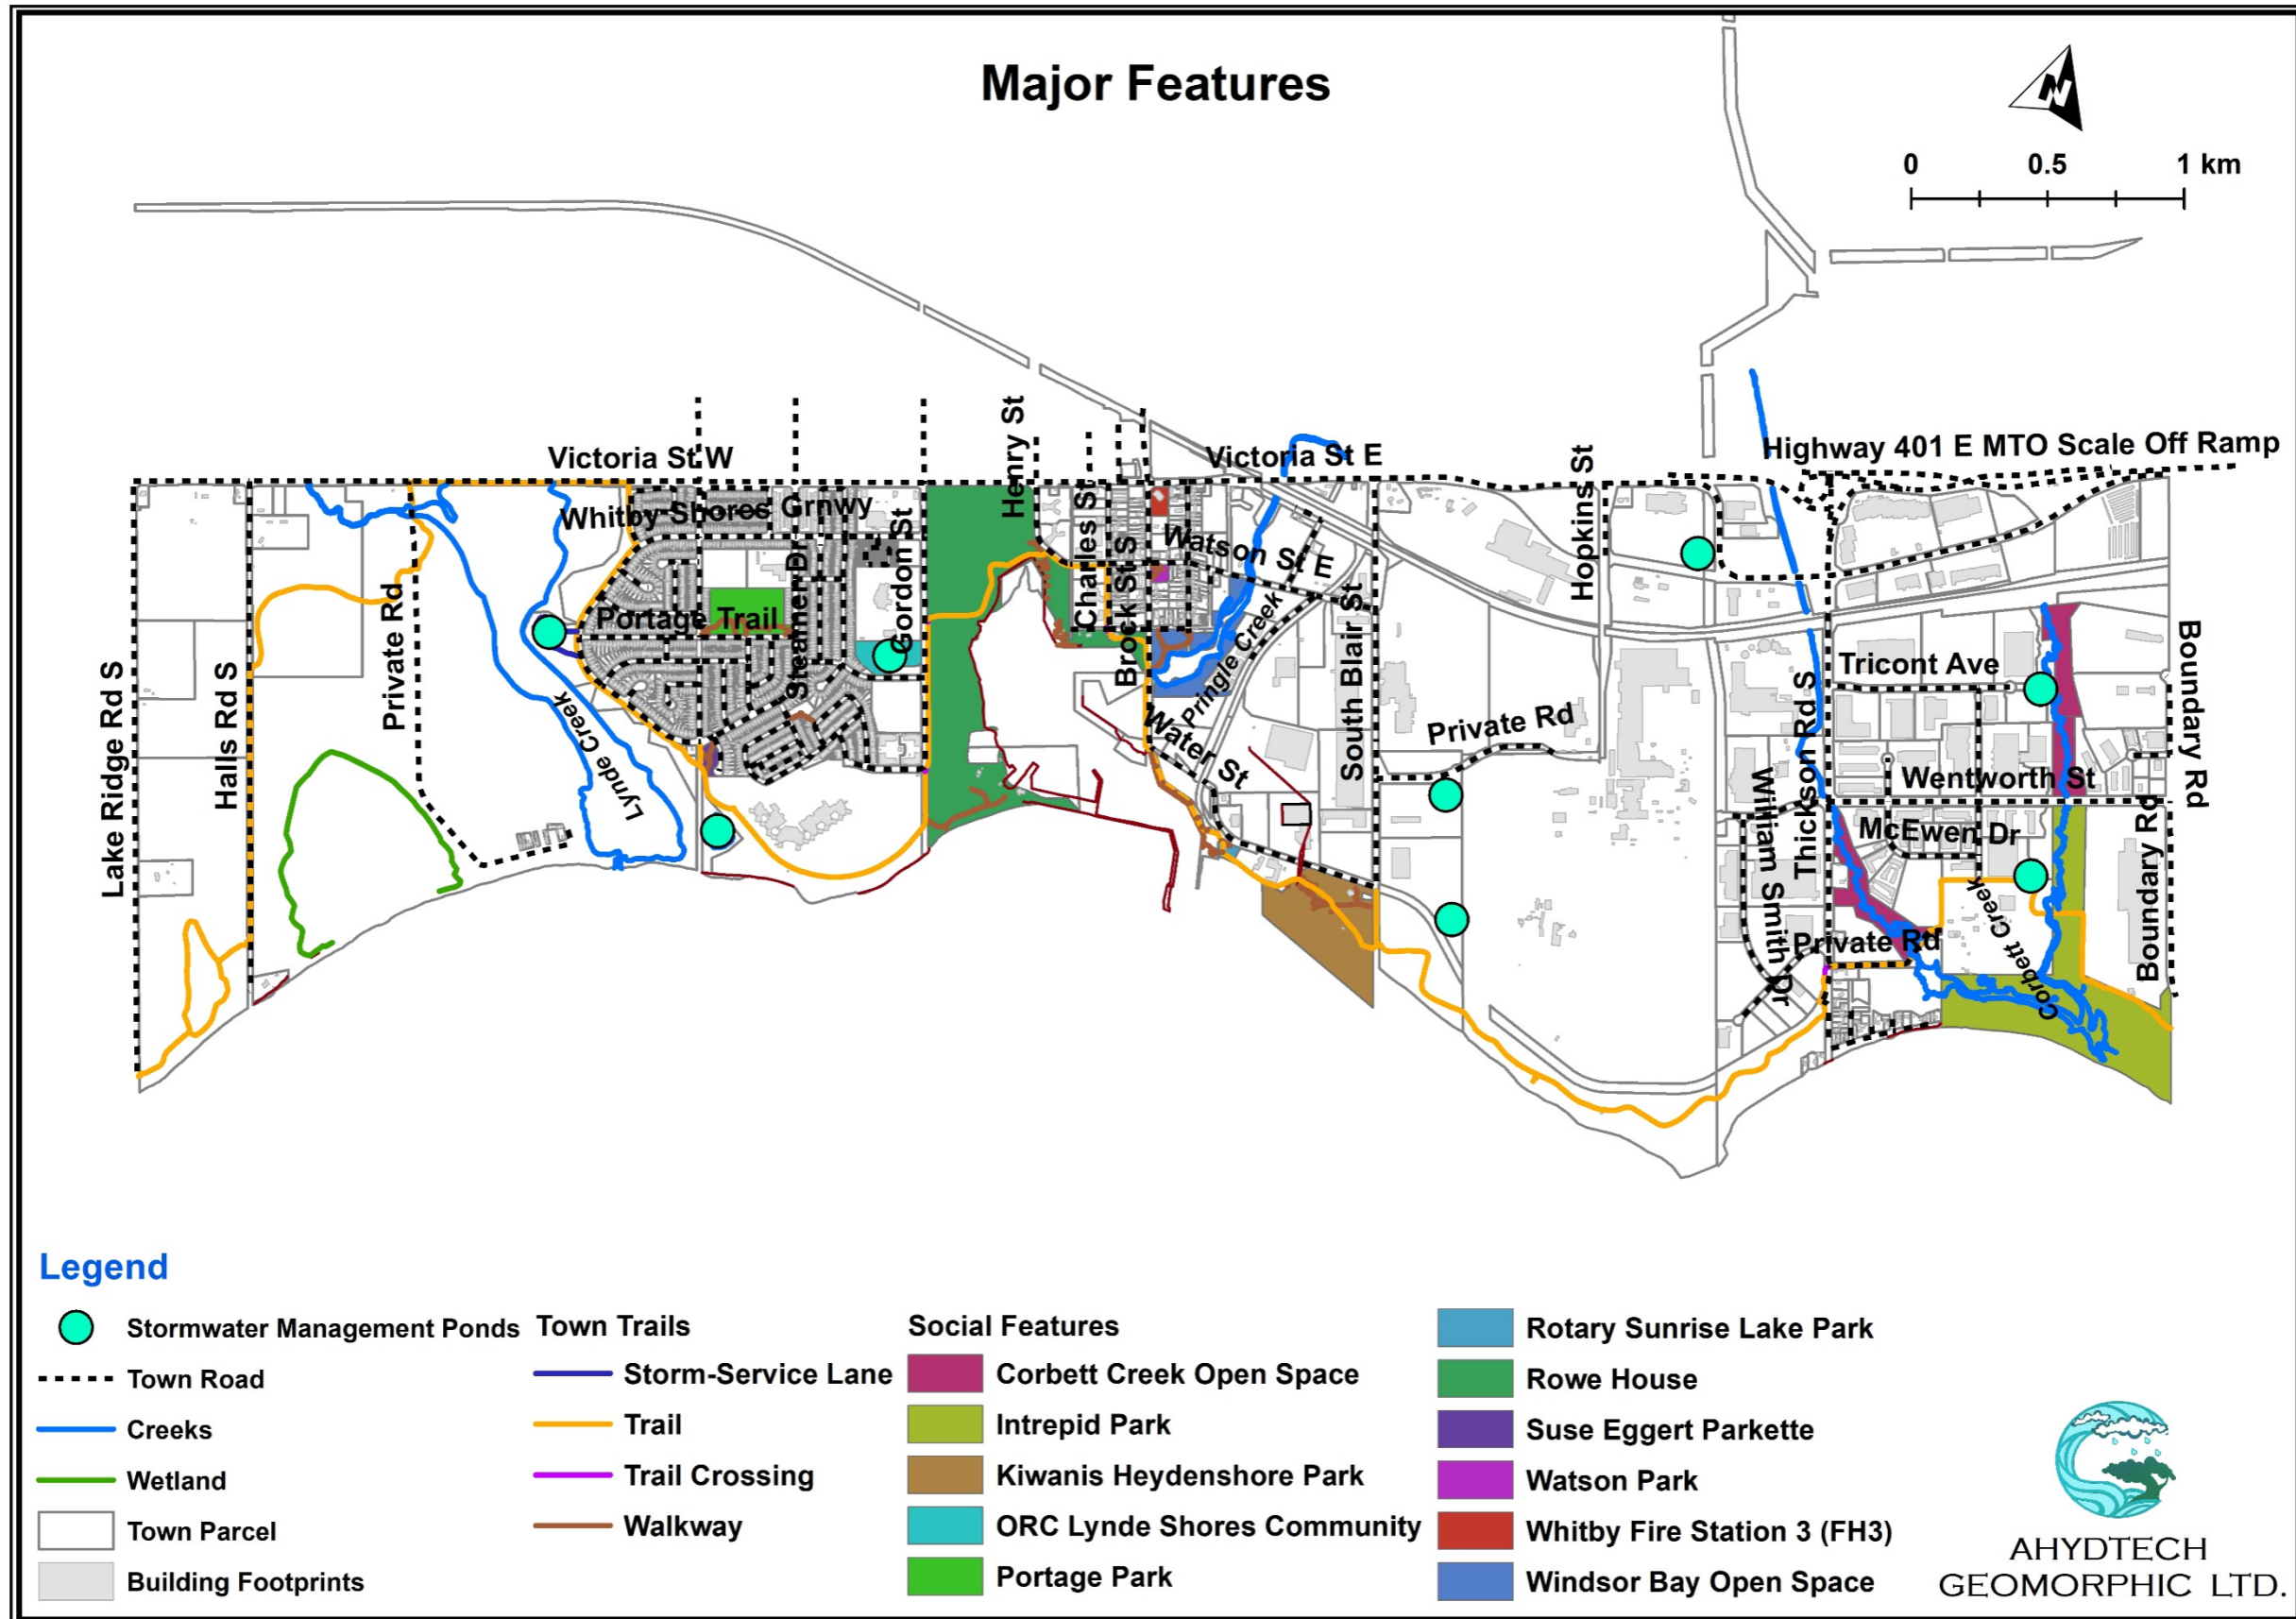 Major Features
N
0 0.5 1 km
Henry St
Victoria St W
Victoria St E
Hopkins St
Highway 401 E MTO Scale Off Ramp
Whitby Shores Grnwy
Gordon St
Charles St
Brock St S
Watson St E
Portage Trail
Steamer Dr
Private Rd
Pringle Creek
South Blair St
Tricont Ave
Boundary Rd
Lake Ridge Rd S
Halls Rd S
Lynde Creek
Water St
Private Rd
Thickson Rd S
William Smith Dr
Wentworth St
McEwen Dr
Boundary Rd
Private Rd
Corbett Creek
Corbett Creek
Legend
Stormwater Management Ponds
Town Road
Creeks
Wetland
Town Parcel
Building Footprints
Town Trails
Storm-Service Lane
Trail
Trail Crossing
Walkway
Social Features
Corbett Creek Open Space
Intrepid Park
Kiwanis Heydenshore Park
ORC Lynde Shores Community
Portage Park
Rotary Sunrise Lake Park
Rowe House
Suse Eggert Parkette
Watson Park
Whitby Fire Station 3 (FH3)
Windsor Bay Open Space
AHYDTECH
GEOMORPHIC LTD.